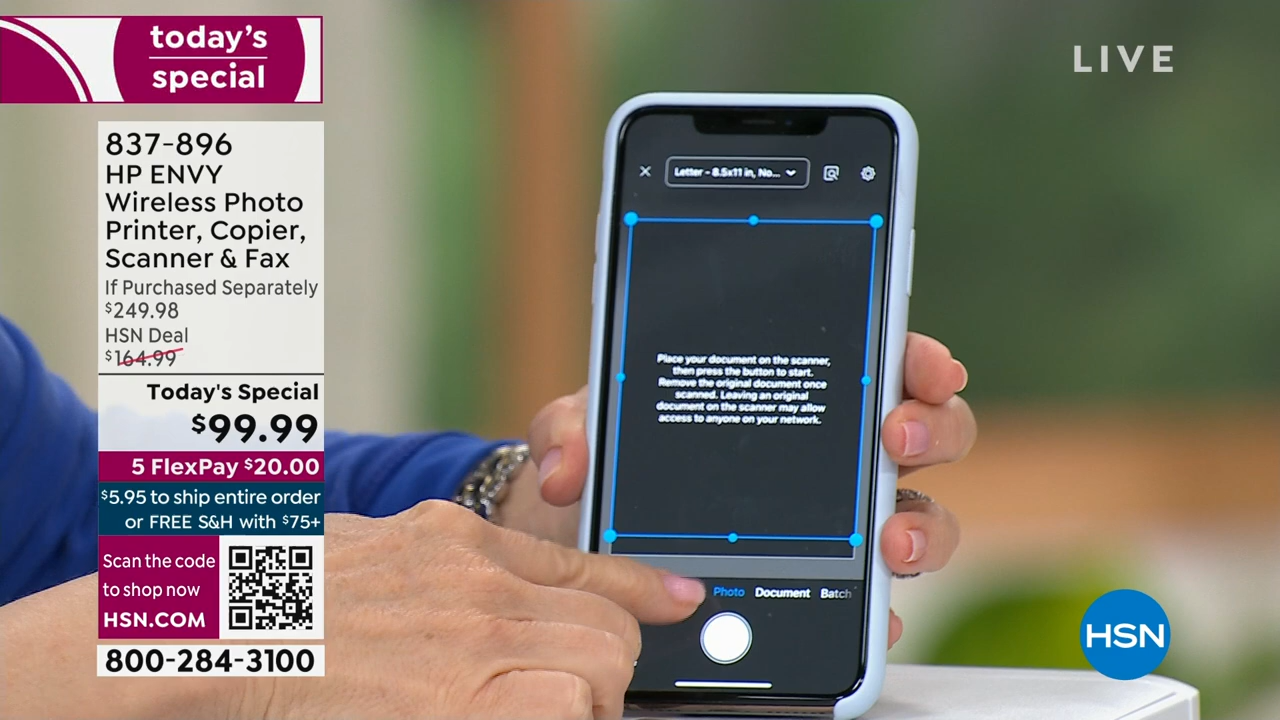 today's
special
LIVE
837-896
HP ENVY
Wireless Photo
Printer, Copier,
Scanner & Fax
If Purchased Separately
$249.98
HSN Deal
$164.99
Today's Special
$99.99
5 FlexPay $20.00
$5.95 to ship entire order
or FREE S&H with $75+
Scan the code
to shop now
HSN.COM
800-284-3100
Letter - 8.5x11 in, No...
Place your document on the scanner,
then press the button to start.
Remove the original document once
scanned. Leaving an original
document on the scanner may allow
access to anyone on your network.
Photo Document Batch
HSN